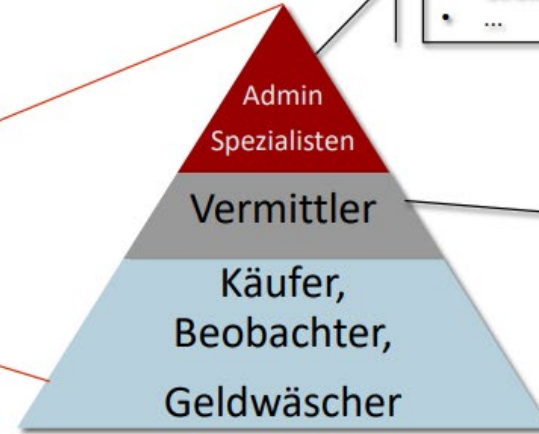 • ...
Admin
Spezialisten
Vermittler
Käufer,
Beobachter,
Geldwäscher